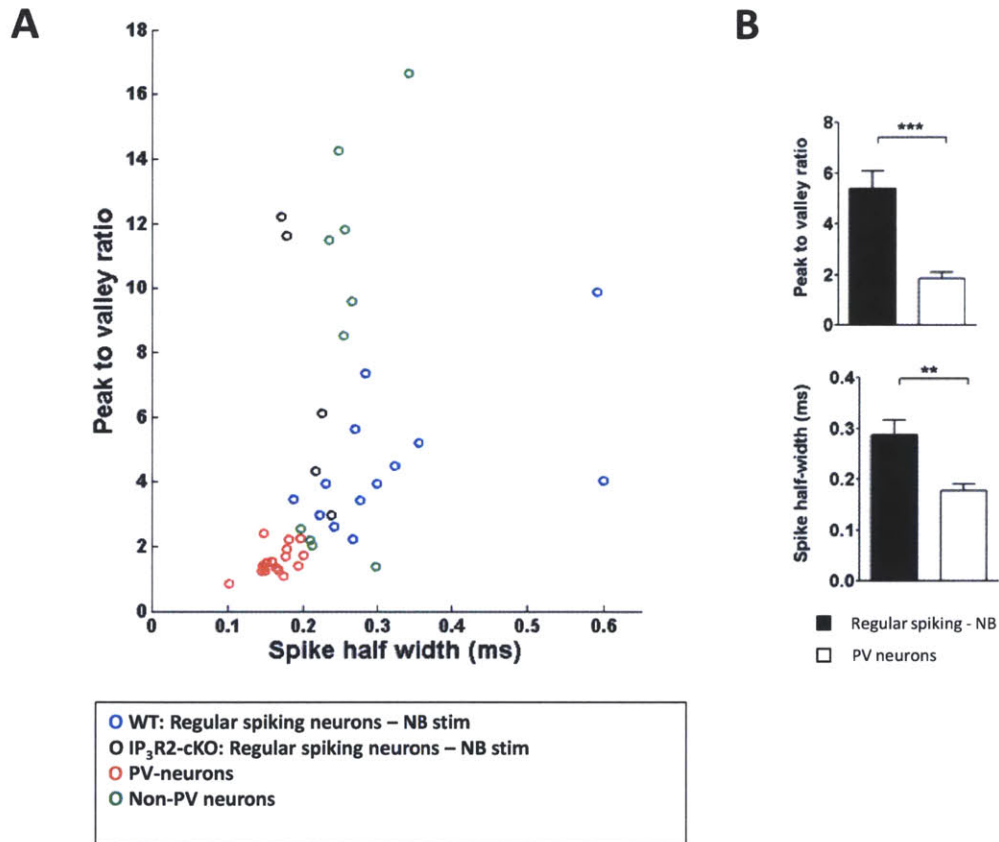 A
B
18
16
14
12
10
8
6
4
2
0
Peak to valley ratio
0
0.1
0.2
0.3
0.4
0.5
0.6
Spike half width (ms)
O WT: Regular spiking neurons – NB stim
O IP₃R2-cKO: Regular spiking neurons – NB stim
O PV-neurons
O Non-PV neurons
8
6
4
2
0
Peak to valley ratio
***
0.4
0.3
0.2
0.1
0.0
Spike half-width (ms)
**
Regular spiking - NB
PV neurons